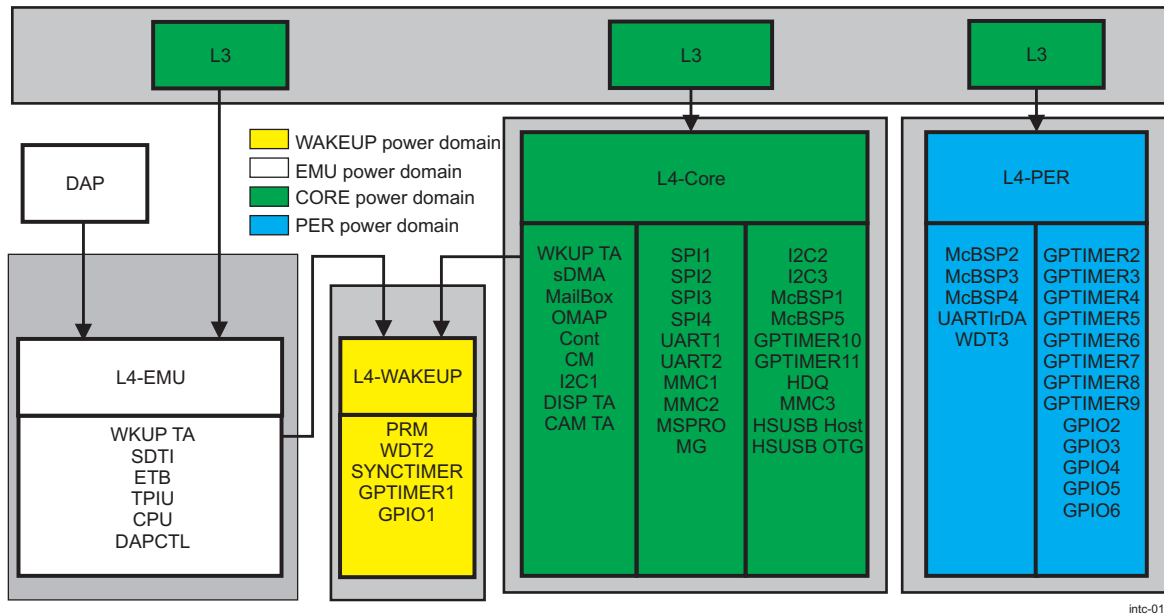 L3
L3
L3
WAKEUP power domain
EMU power domain
CORE power domain
PER power domain
DAP
L4-Core
L4-PER
L4-EMU
WKUP TA
SDTI
ETB
TPIU
CPU
DAPCTL
L4-WAKEUP
PRM
WDT2
SYNCTIMER
GPTIMER1
GPIO1
WKUP TA
sDMA
MailBox
OMAP
Cont
CM
I2C1
DISP TA
CAM TA
SPI1
SPI2
SPI3
SPI4
UART1
UART2
MMC1
MMC2
MSPRO
MG
I2C2
I2C3
McBSP1
McBSP5
GPTIMER10
GPTIMER11
HDQ
MMC3
HSUSB Host
HSUSB OTG
McBSP2
McBSP3
McBSP4
UARTIrDA
WDT3
GPTIMER2
GPTIMER3
GPTIMER4
GPTIMER5
GPTIMER6
GPTIMER7
GPTIMER8
GPTIMER9
GPIO2
GPIO3
GPIO4
GPIO5
GPIO6
intc-01